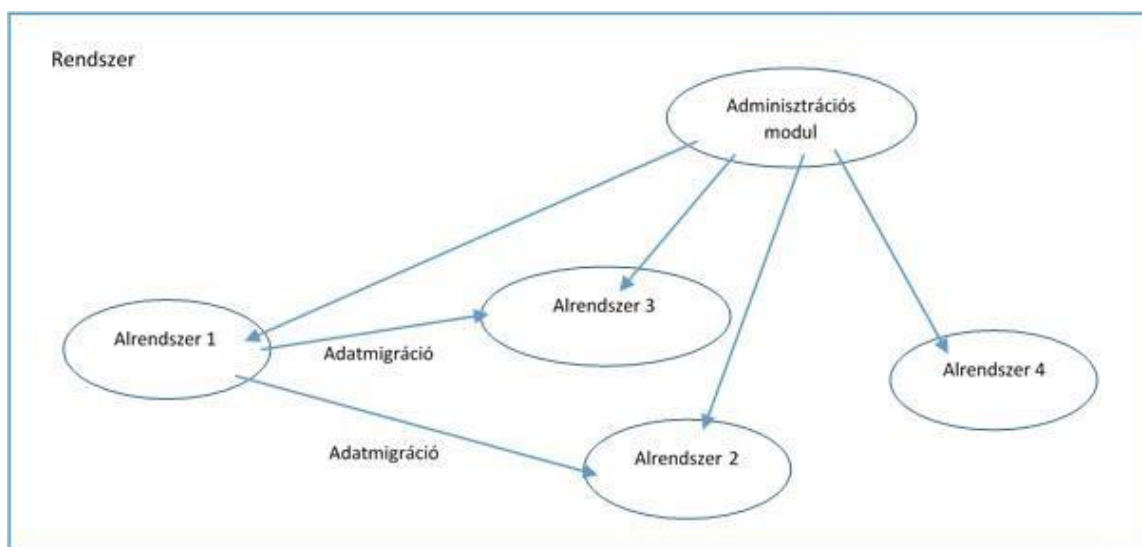 Rendszer
Adminisztrációs
modul
Alrendszer 3
Alrendszer 1
Adatmigráció
Alrendszer 4
Adatmigráció
Alrendszer 2